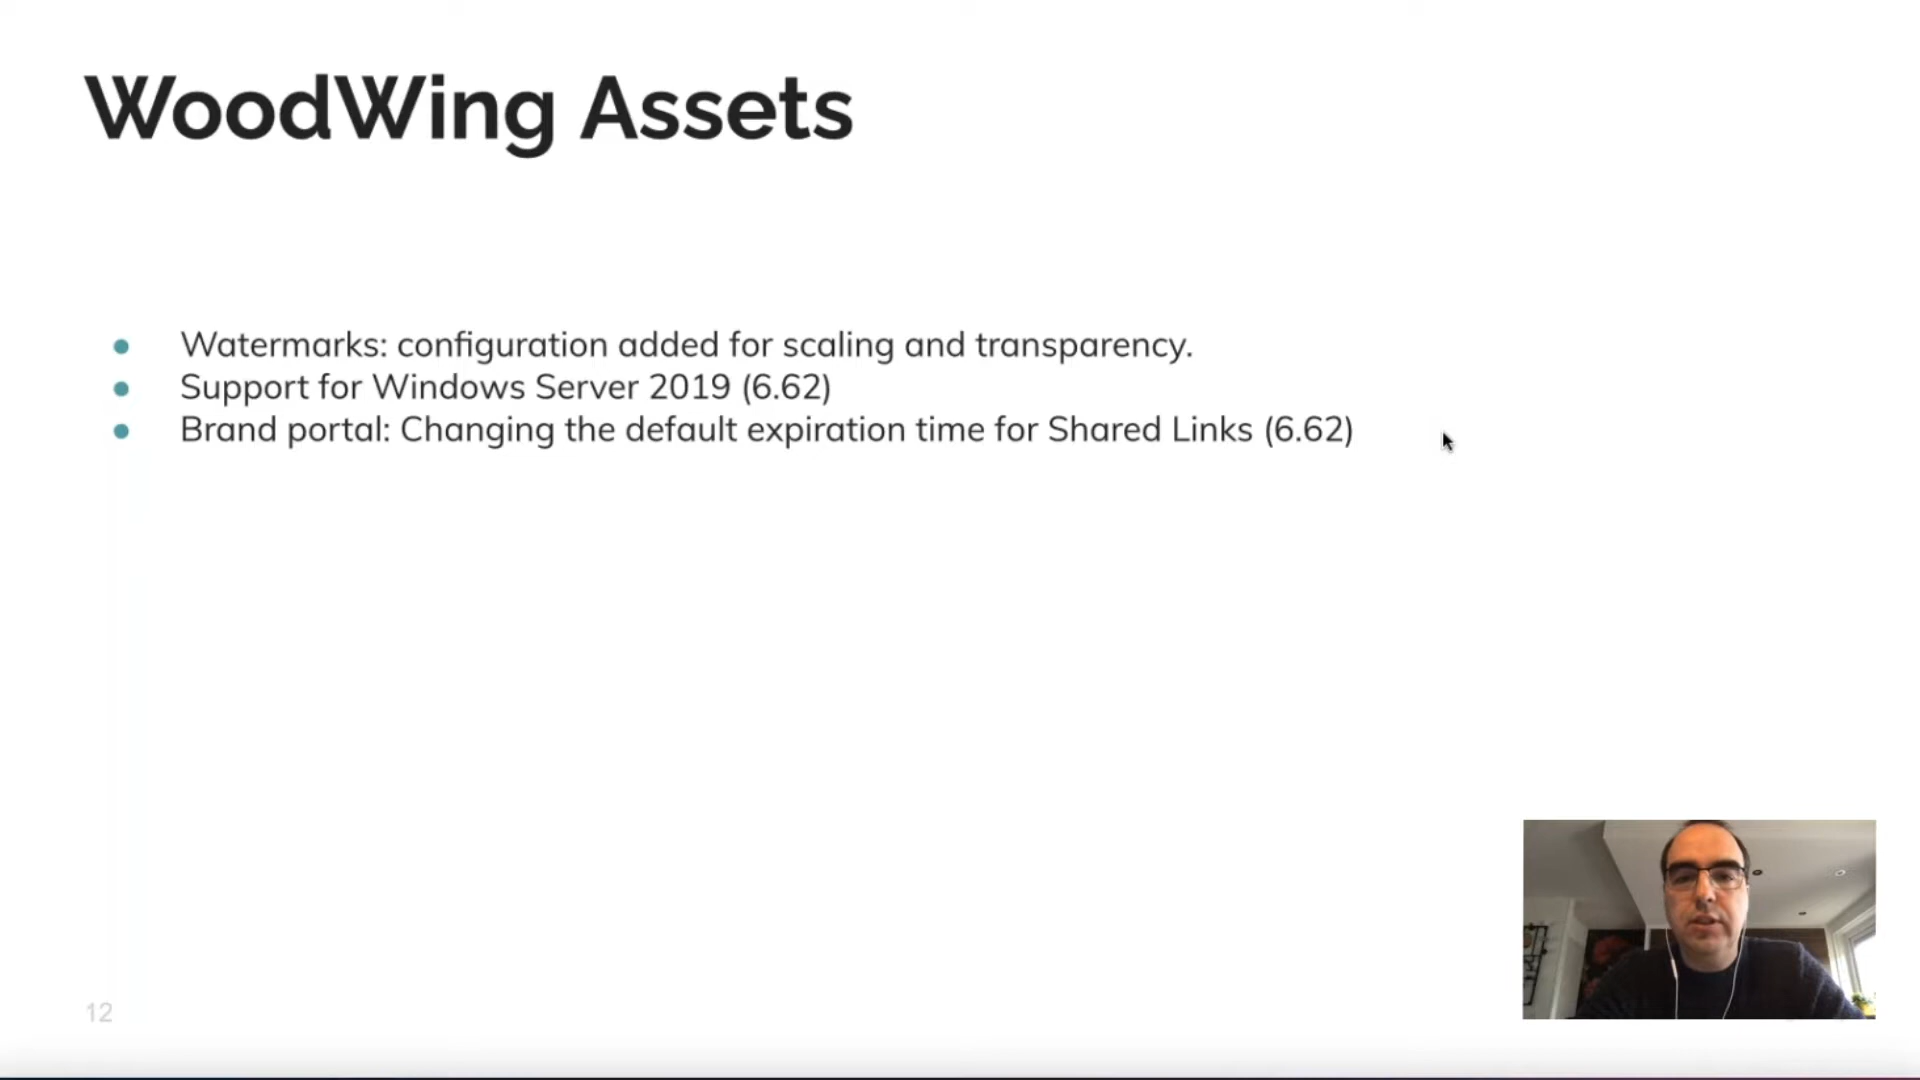 WoodWing Assets
● Watermarks: configuration added for scaling and transparency.
● Support for Windows Server 2019 (6.62)
● Brand portal: Changing the default expiration time for Shared Links (6.62)
12